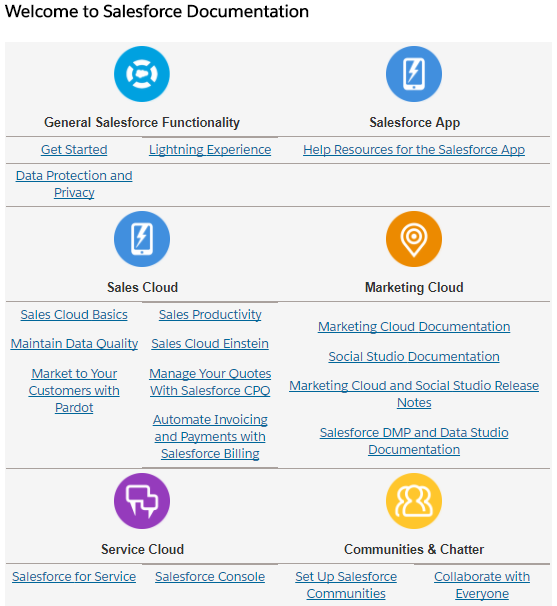 Welcome to Salesforce Documentation
General Salesforce Functionality
Salesforce App
Get Started
Lightning Experience
Help Resources for the Salesforce App
Data Protection and
Privacy
Sales Cloud
Marketing Cloud
Sales Cloud Basics
Maintain Data Quality
Market to Your
Customers with
Pardot
Sales Productivity
Sales Cloud Einstein
Manage Your Quotes
With Salesforce CPQ
Automate Invoicing
and Payments with
Salesforce Billing
Marketing Cloud Documentation
Social Studio Documentation
Marketing Cloud and Social Studio Release
Notes
Salesforce DMP and Data Studio
Documentation
Service Cloud
Communities & Chatter
Salesforce for Service
Salesforce Console
Set Up Salesforce
Communities
Collaborate with
Everyone